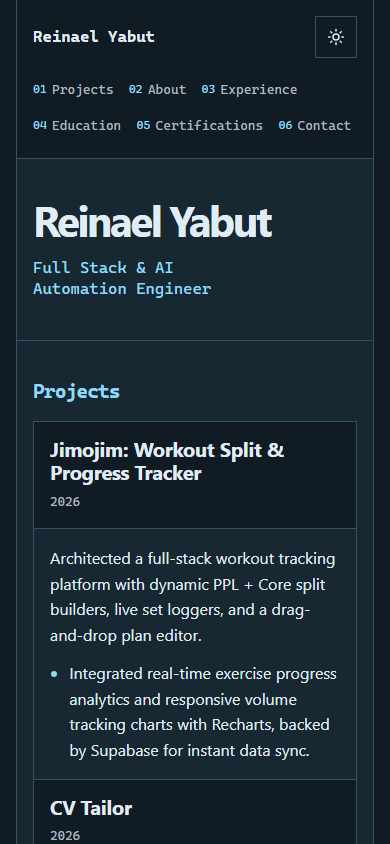 Reinael Yabut
01 Projects 02 About 03 Experience
04 Education 05 Certifications 06 Contact
Reinael Yabut
Full Stack & AI
Automation Engineer
Projects
Jimojim: Workout Split &
Progress Tracker
2026
Architected a full-stack workout tracking
platform with dynamic PPL + Core split
builders, live set loggers, and a drag-
and-drop plan editor.
• Integrated real-time exercise progress
analytics and responsive volume
tracking charts with Recharts, backed
by Supabase for instant data sync.
CV Tailor
2026